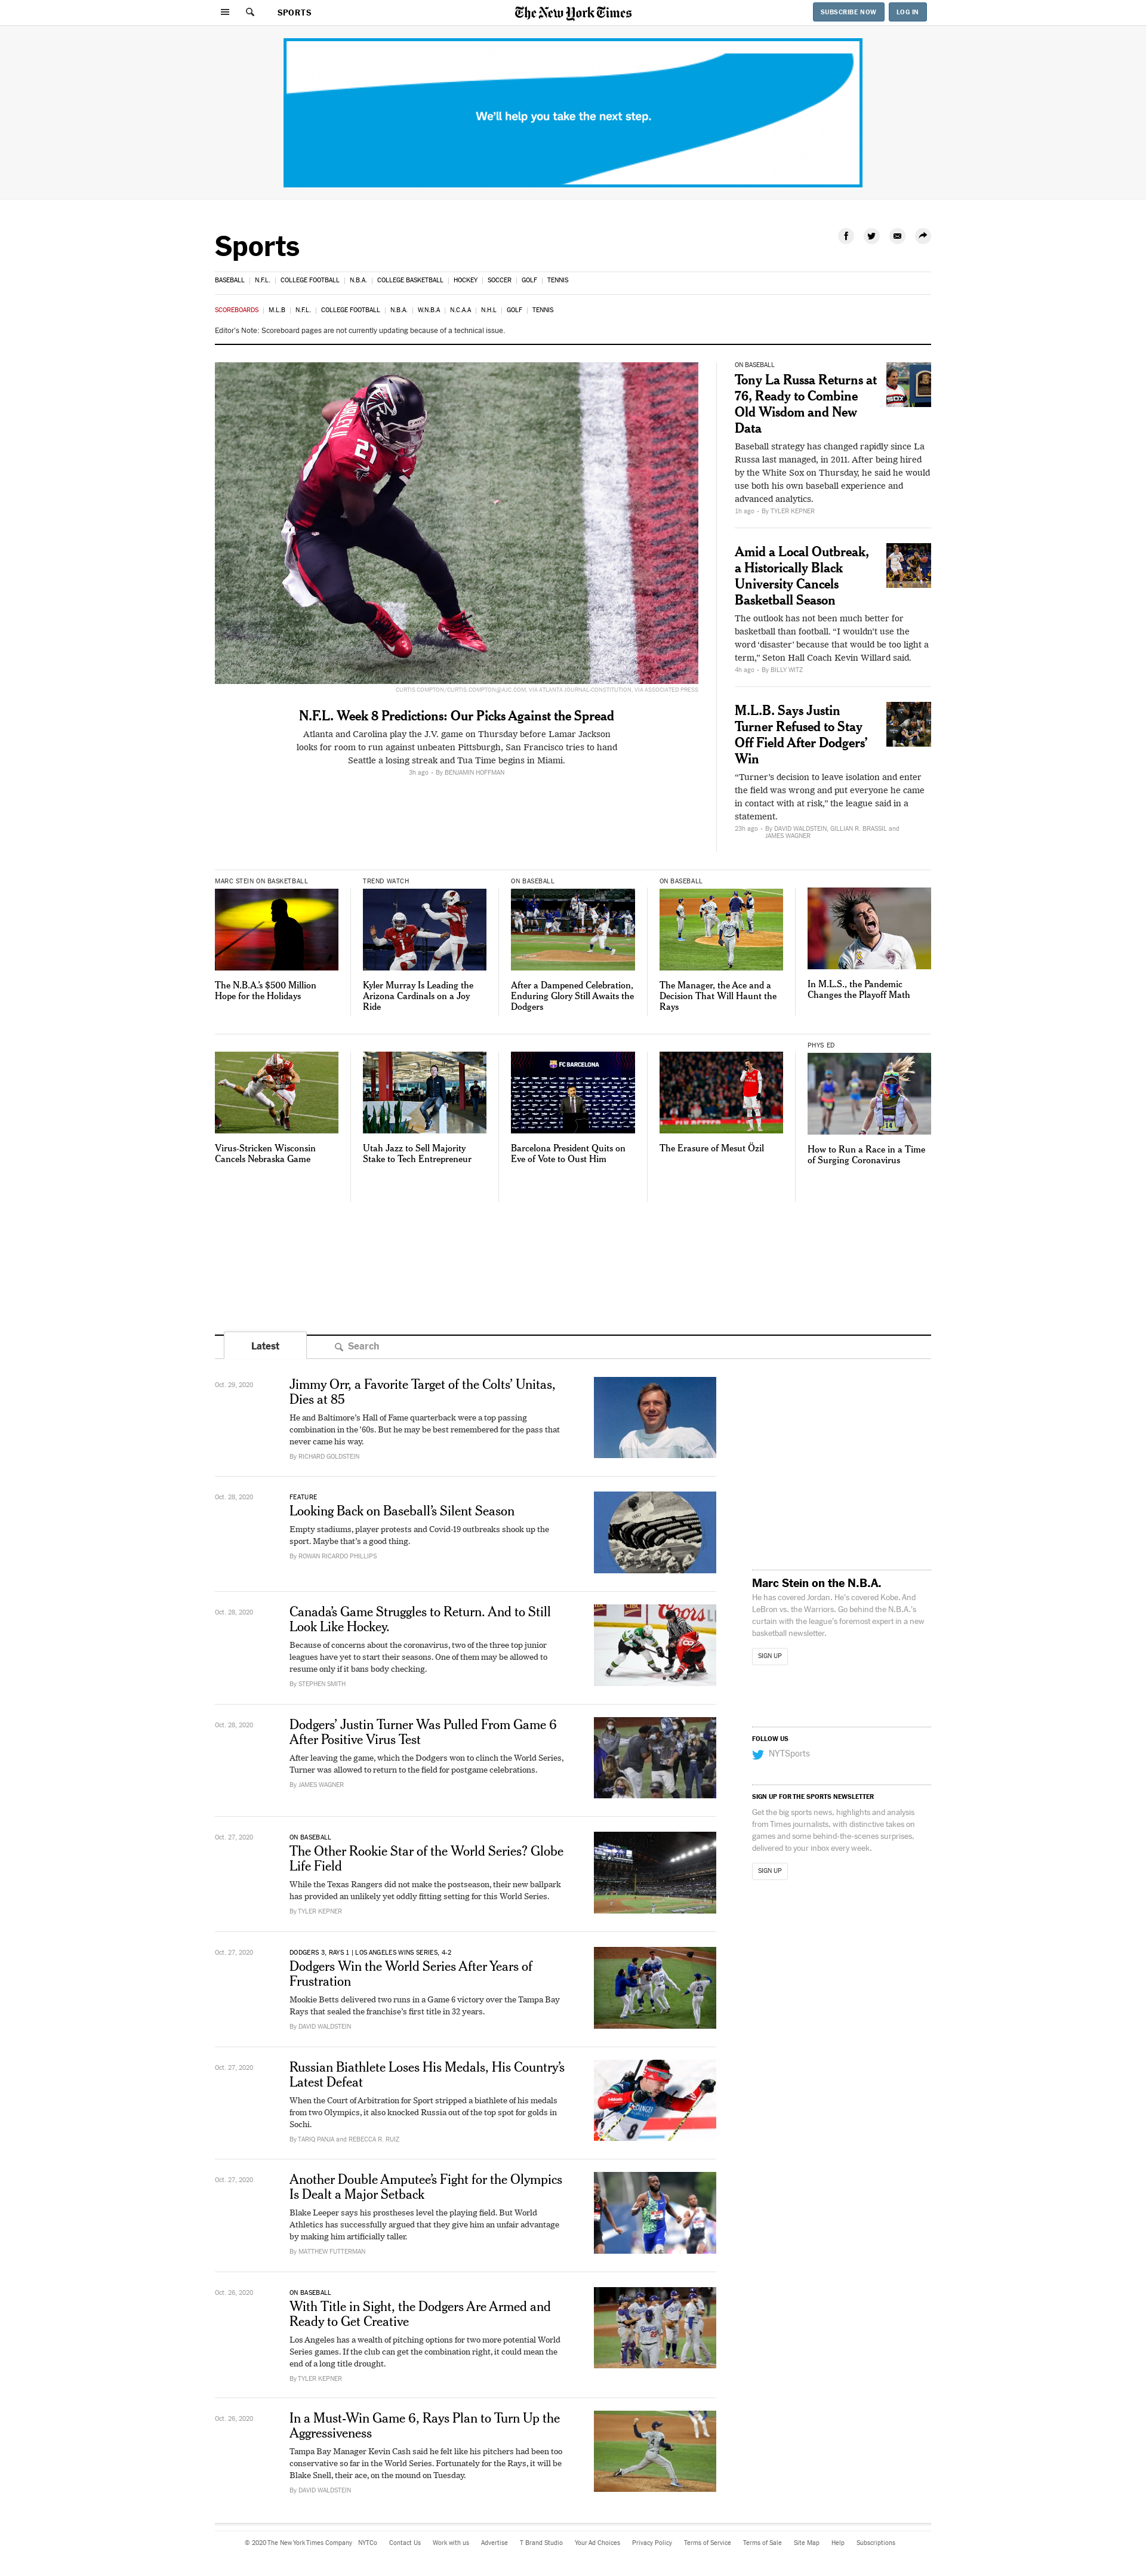 SPORTS
The New York Times
SUBSCRIBE NOW
LOG IN
We'll help you take the next step.
Sports
BASEBALL | N.F.L. | COLLEGE FOOTBALL | N.B.A. | COLLEGE BASKETBALL | HOCKEY | SOCCER | GOLF | TENNIS
SCOREBOARDS | M.L.B | N.F.L. | COLLEGE FOOTBALL | N.B.A. | W.N.B.A | N.C.A.A | N.H.L | GOLF | TENNIS
Editor's Note: Scoreboard pages are not currently updating because of a technical issue.
21
CURTIS COMPTON/CURTIS.COMPTON@AJC.COM, VIA ATLANTA JOURNAL-CONSTITUTION, VIA ASSOCIATED PRESS
N.F.L. Week 8 Predictions: Our Picks Against the Spread
Atlanta and Carolina play the J.V. game on Thursday before Lamar Jackson
looks for room to run against unbeaten Pittsburgh, San Francisco tries to hand
Seattle a losing streak and Tua Time begins in Miami.
3h ago - By BENJAMIN HOFFMAN
ON BASEBALL
Tony La Russa Returns at
76, Ready to Combine
Old Wisdom and New
Data
Baseball strategy has changed rapidly since La
Russa last managed, in 2011. After being hired
by the White Sox on Thursday, he said he would
use both his own baseball experience and
advanced analytics.
1h ago - By TYLER KEPNER
Amid a Local Outbreak,
a Historically Black
University Cancels
Basketball Season
The outlook has not been much better for
basketball than football. “I wouldn't use the
word ‘disaster’ because that would be too light a
term,” Seton Hall Coach Kevin Willard said.
4h ago - By BILLY WITZ
M.L.B. Says Justin
Turner Refused to Stay
Off Field After Dodgers’
Win
“Turner’s decision to leave isolation and enter
the field was wrong and put everyone he came
in contact with at risk,” the league said in a
statement.
23h ago - By DAVID WALDSTEIN, GILLIAN R. BRASSIL and
JAMES WAGNER
MARC STEIN ON BASKETBALL
The N.B.A.’s $500 Million
Hope for the Holidays
TREND WATCH
Kyler Murray Is Leading the
Arizona Cardinals on a Joy
Ride
ON BASEBALL
After a Dampened Celebration,
Enduring Glory Still Awaits the
Dodgers
ON BASEBALL
The Manager, the Ace and a
Decision That Will Haunt the
Rays
In M.L.S., the Pandemic
Changes the Playoff Math
Virus-Stricken Wisconsin
Cancels Nebraska Game
Utah Jazz to Sell Majority
Stake to Tech Entrepreneur
FC BARCELONA
Barcelona President Quits on
Eve of Vote to Oust Him
The Erasure of Mesut Özil
PHYS ED
How to Run a Race in a Time
of Surging Coronavirus
Latest
Search
Oct. 29, 2020
Jimmy Orr, a Favorite Target of the Colts’ Unitas,
Dies at 85
He and Baltimore’s Hall of Fame quarterback were a top passing
combination in the ’60s. But he may be best remembered for the pass that
never came his way.
By RICHARD GOLDSTEIN
Oct. 28, 2020
FEATURE
Looking Back on Baseball’s Silent Season
Empty stadiums, player protests and Covid-19 outbreaks shook up the
sport. Maybe that’s a good thing.
By ROWAN RICARDO PHILLIPS
Oct. 28, 2020
Canada’s Game Struggles to Return. And to Still
Look Like Hockey.
Because of concerns about the coronavirus, two of the three top junior
leagues have yet to start their seasons. One of them may be allowed to
resume only if it bans body checking.
By STEPHEN SMITH
Coors
Oct. 28, 2020
Dodgers’ Justin Turner Was Pulled From Game 6
After Positive Virus Test
After leaving the game, which the Dodgers won to clinch the World Series,
Turner was allowed to return to the field for postgame celebrations.
By JAMES WAGNER
Oct. 27, 2020
ON BASEBALL
The Other Rookie Star of the World Series? Globe
Life Field
While the Texas Rangers did not make the postseason, their new ballpark
has provided an unlikely yet oddly fitting setting for this World Series.
By TYLER KEPNER
Oct. 27, 2020
DODGERS 3, RAYS 1 | LOS ANGELES WINS SERIES, 4-2
Dodgers Win the World Series After Years of
Frustration
Mookie Betts delivered two runs in a Game 6 victory over the Tampa Bay
Rays that sealed the franchise’s first title in 32 years.
By DAVID WALDSTEIN
Oct. 27, 2020
Russian Biathlete Loses His Medals, His Country’s
Latest Defeat
When the Court of Arbitration for Sport stripped a biathlete of his medals
from two Olympics, it also knocked Russia out of the top spot for golds in
Sochi.
By TARIQ PANJA and REBECCA R. RUIZ
8
Oct. 27, 2020
Another Double Amputee’s Fight for the Olympics
Is Dealt a Major Setback
Blake Leeper says his prostheses level the playing field. But World
Athletics has successfully argued that they give him an unfair advantage
by making him artificially taller.
By MATTHEW FUTTERMAN
Oct. 26, 2020
ON BASEBALL
With Title in Sight, the Dodgers Are Armed and
Ready to Get Creative
Los Angeles has a wealth of pitching options for two more potential World
Series games. If the club can get the combination right, it could mean the
end of a long title drought.
By TYLER KEPNER
Oct. 26, 2020
In a Must-Win Game 6, Rays Plan to Turn Up the
Aggressiveness
Tampa Bay Manager Kevin Cash said he felt like his pitchers had been too
conservative so far in the World Series. Fortunately for the Rays, it will be
Blake Snell, their ace, on the mound on Tuesday.
By DAVID WALDSTEIN
Marc Stein on the N.B.A.
He has covered Jordan. He’s covered Kobe. And
LeBron vs. the Warriors. Go behind the N.B.A.’s
curtain with the league’s foremost expert in a new
basketball newsletter.
SIGN UP
FOLLOW US
NYTSports
SIGN UP FOR THE SPORTS NEWSLETTER
Get the big sports news, highlights and analysis
from Times journalists, with distinctive takes on
games and some behind-the-scenes surprises,
delivered to your inbox every week.
SIGN UP
© 2020 The New York Times Company NYTCo Contact Us Work with us Advertise T Brand Studio Your Ad Choices Privacy Policy Terms of Service Terms of Sale Site Map Help Subscriptions